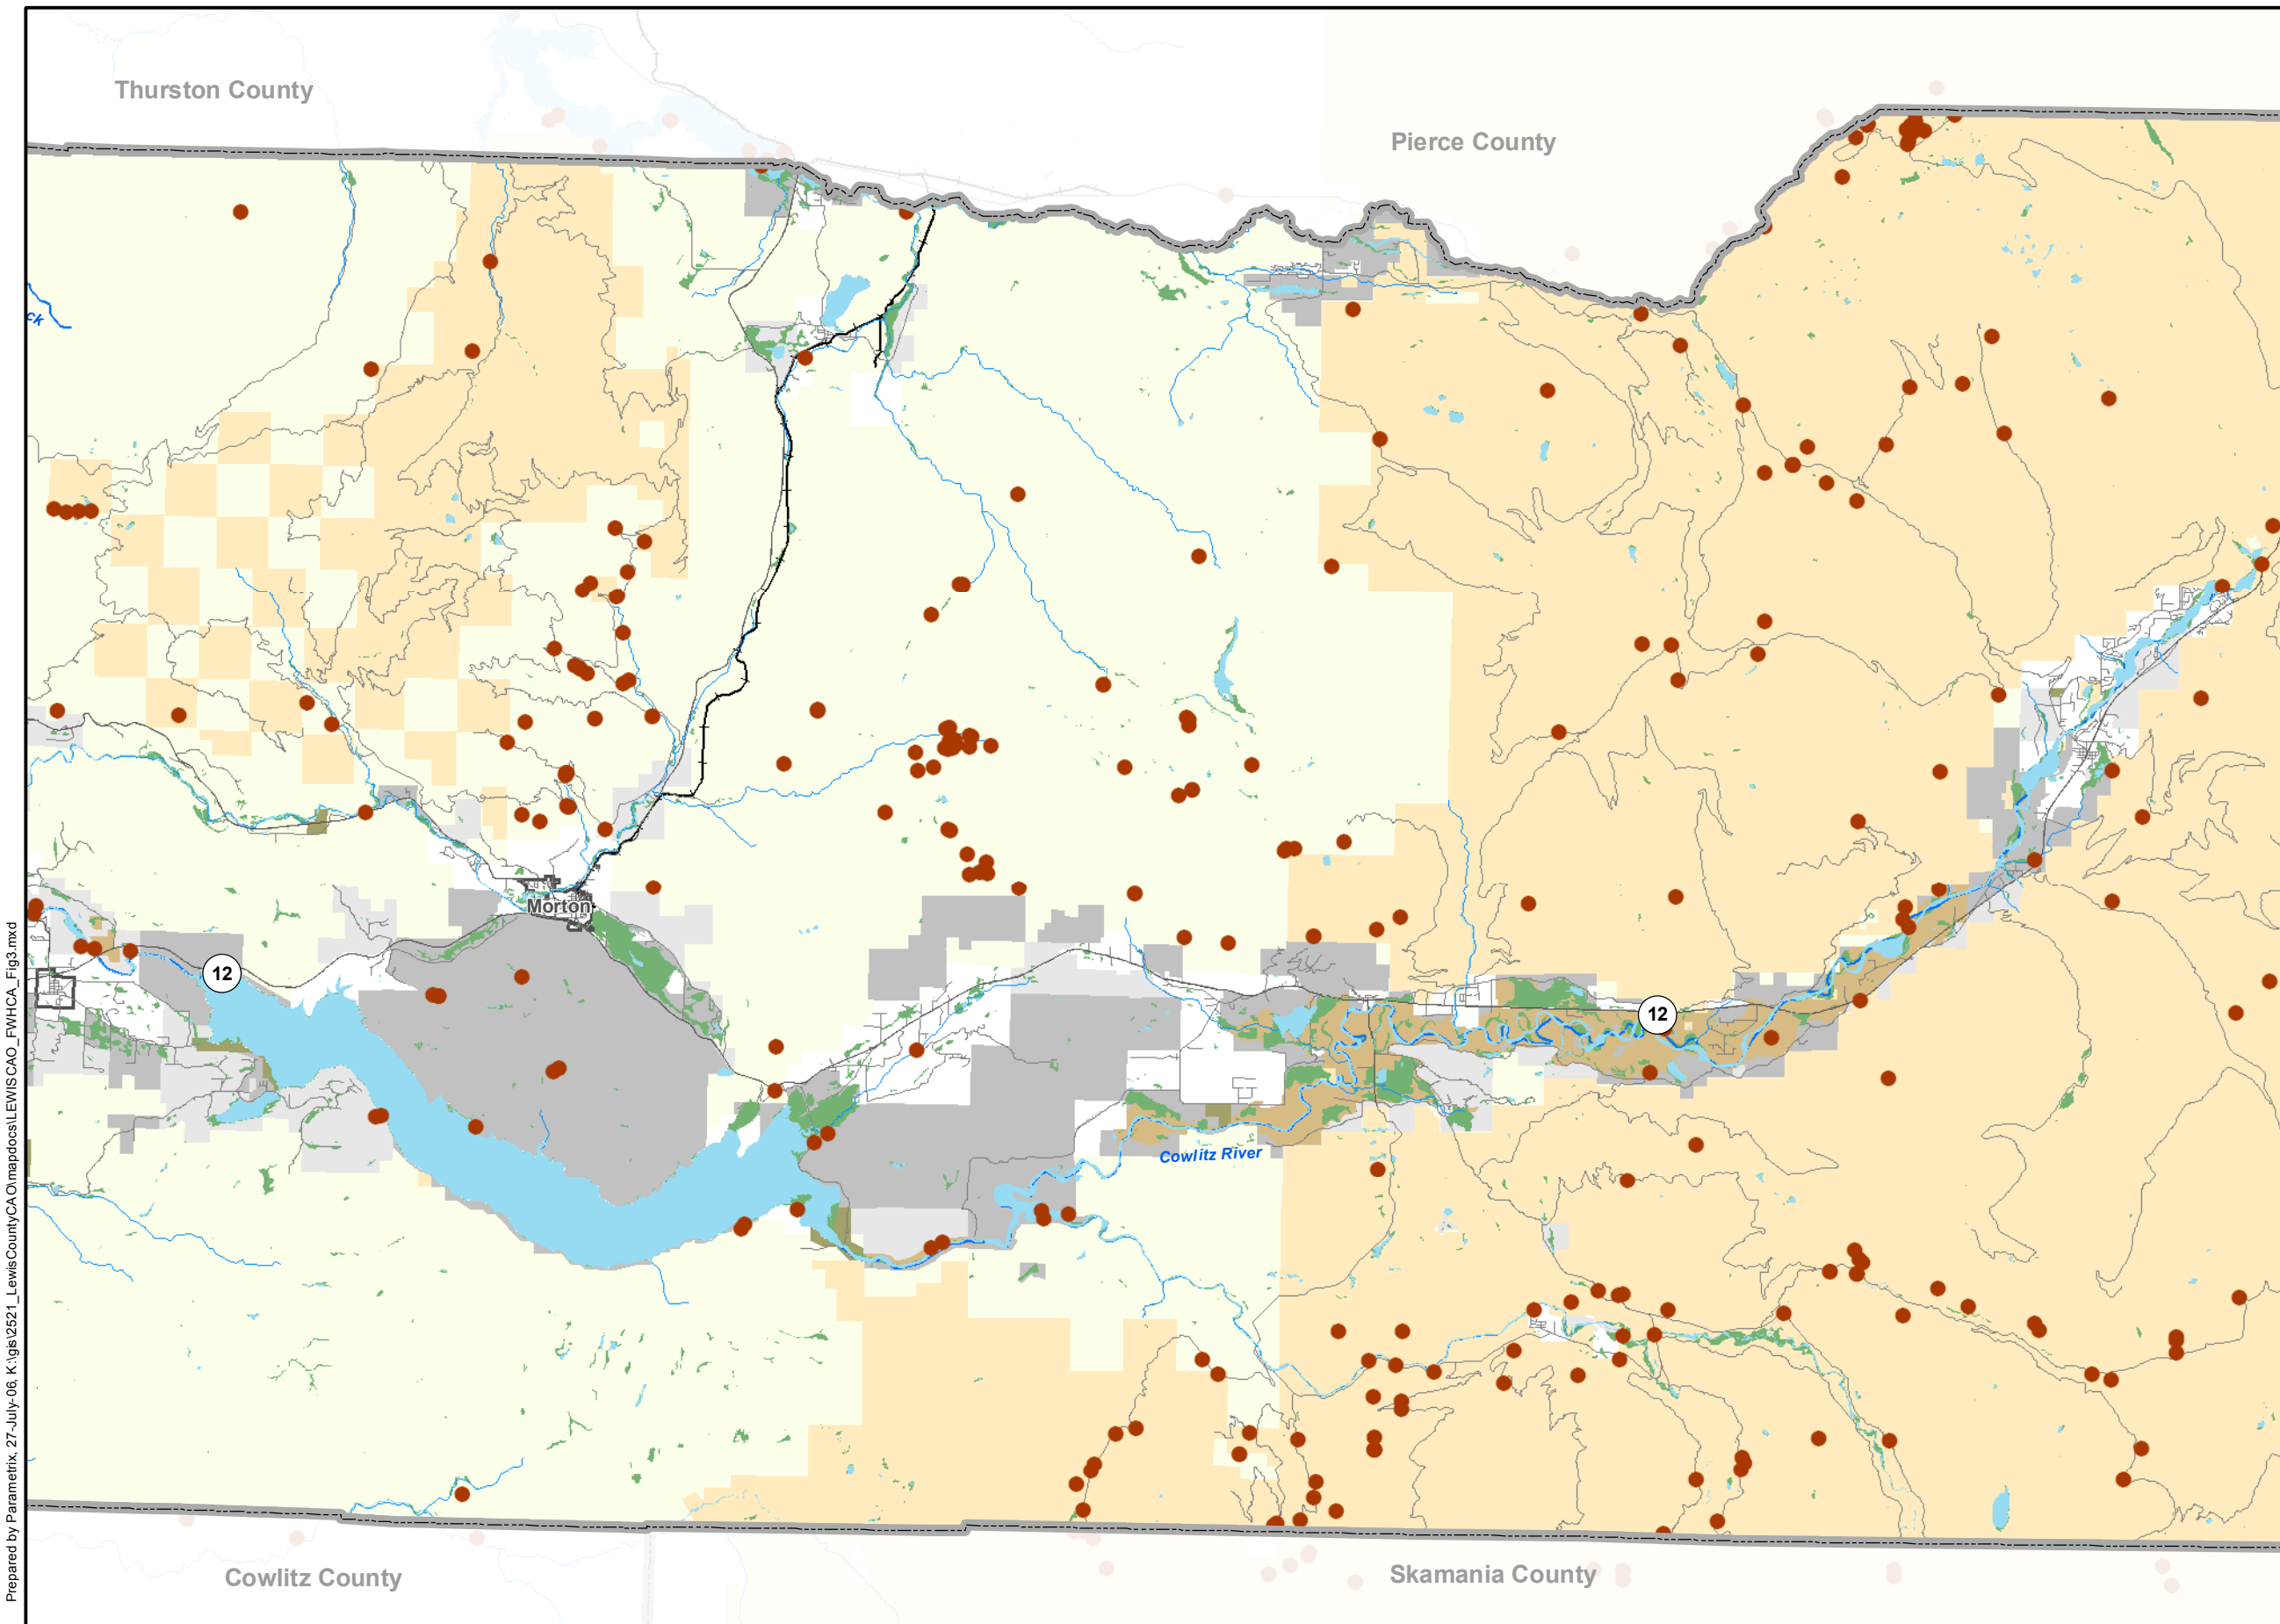 Thurston County
Pierce County
ck
Morton
12
12
Cowlitz River
Cowlitz County
Skamania County
Prepared by Parametrix, 27-July-06, K:\gis\2521_LewisCountyCAO\mapdocs\LEWISCAO_FWHCA_Fig3.mxd